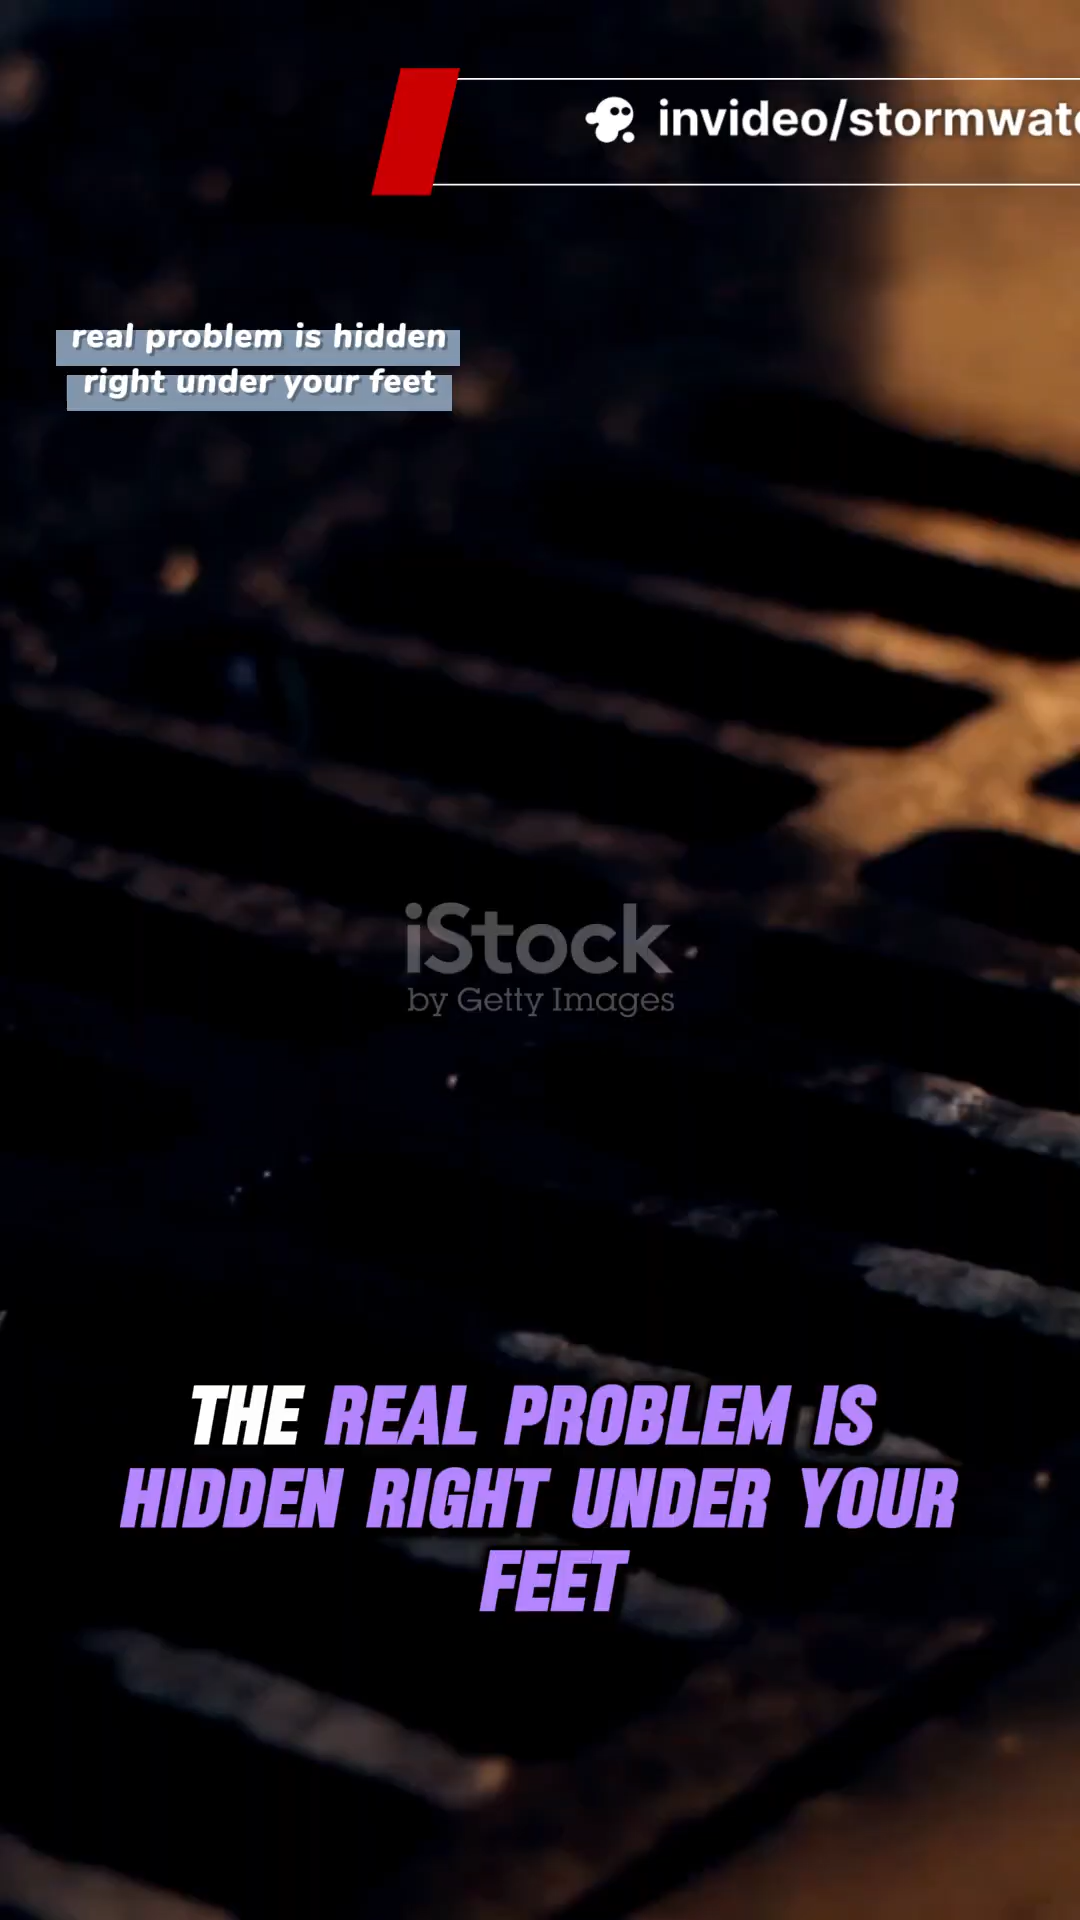 invideo/stormwat
real problem is hidden
right under your feet
iStock
by Getty Images
THE REAL PROBLEM IS
HIDDEN RIGHT UNDER YOUR
FEET